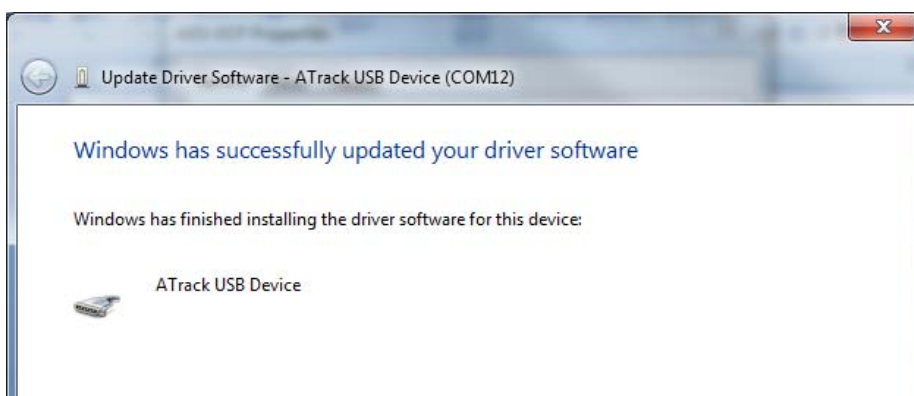 Update Driver Software - ATrack USB Device (COM12)
Windows has successfully updated your driver software
Windows has finished installing the driver software for this device:
ATrack USB Device